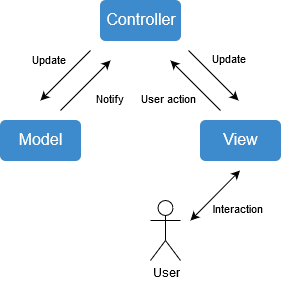 Controller
Update
Update
Notify
User action
Model
View
Interaction
User